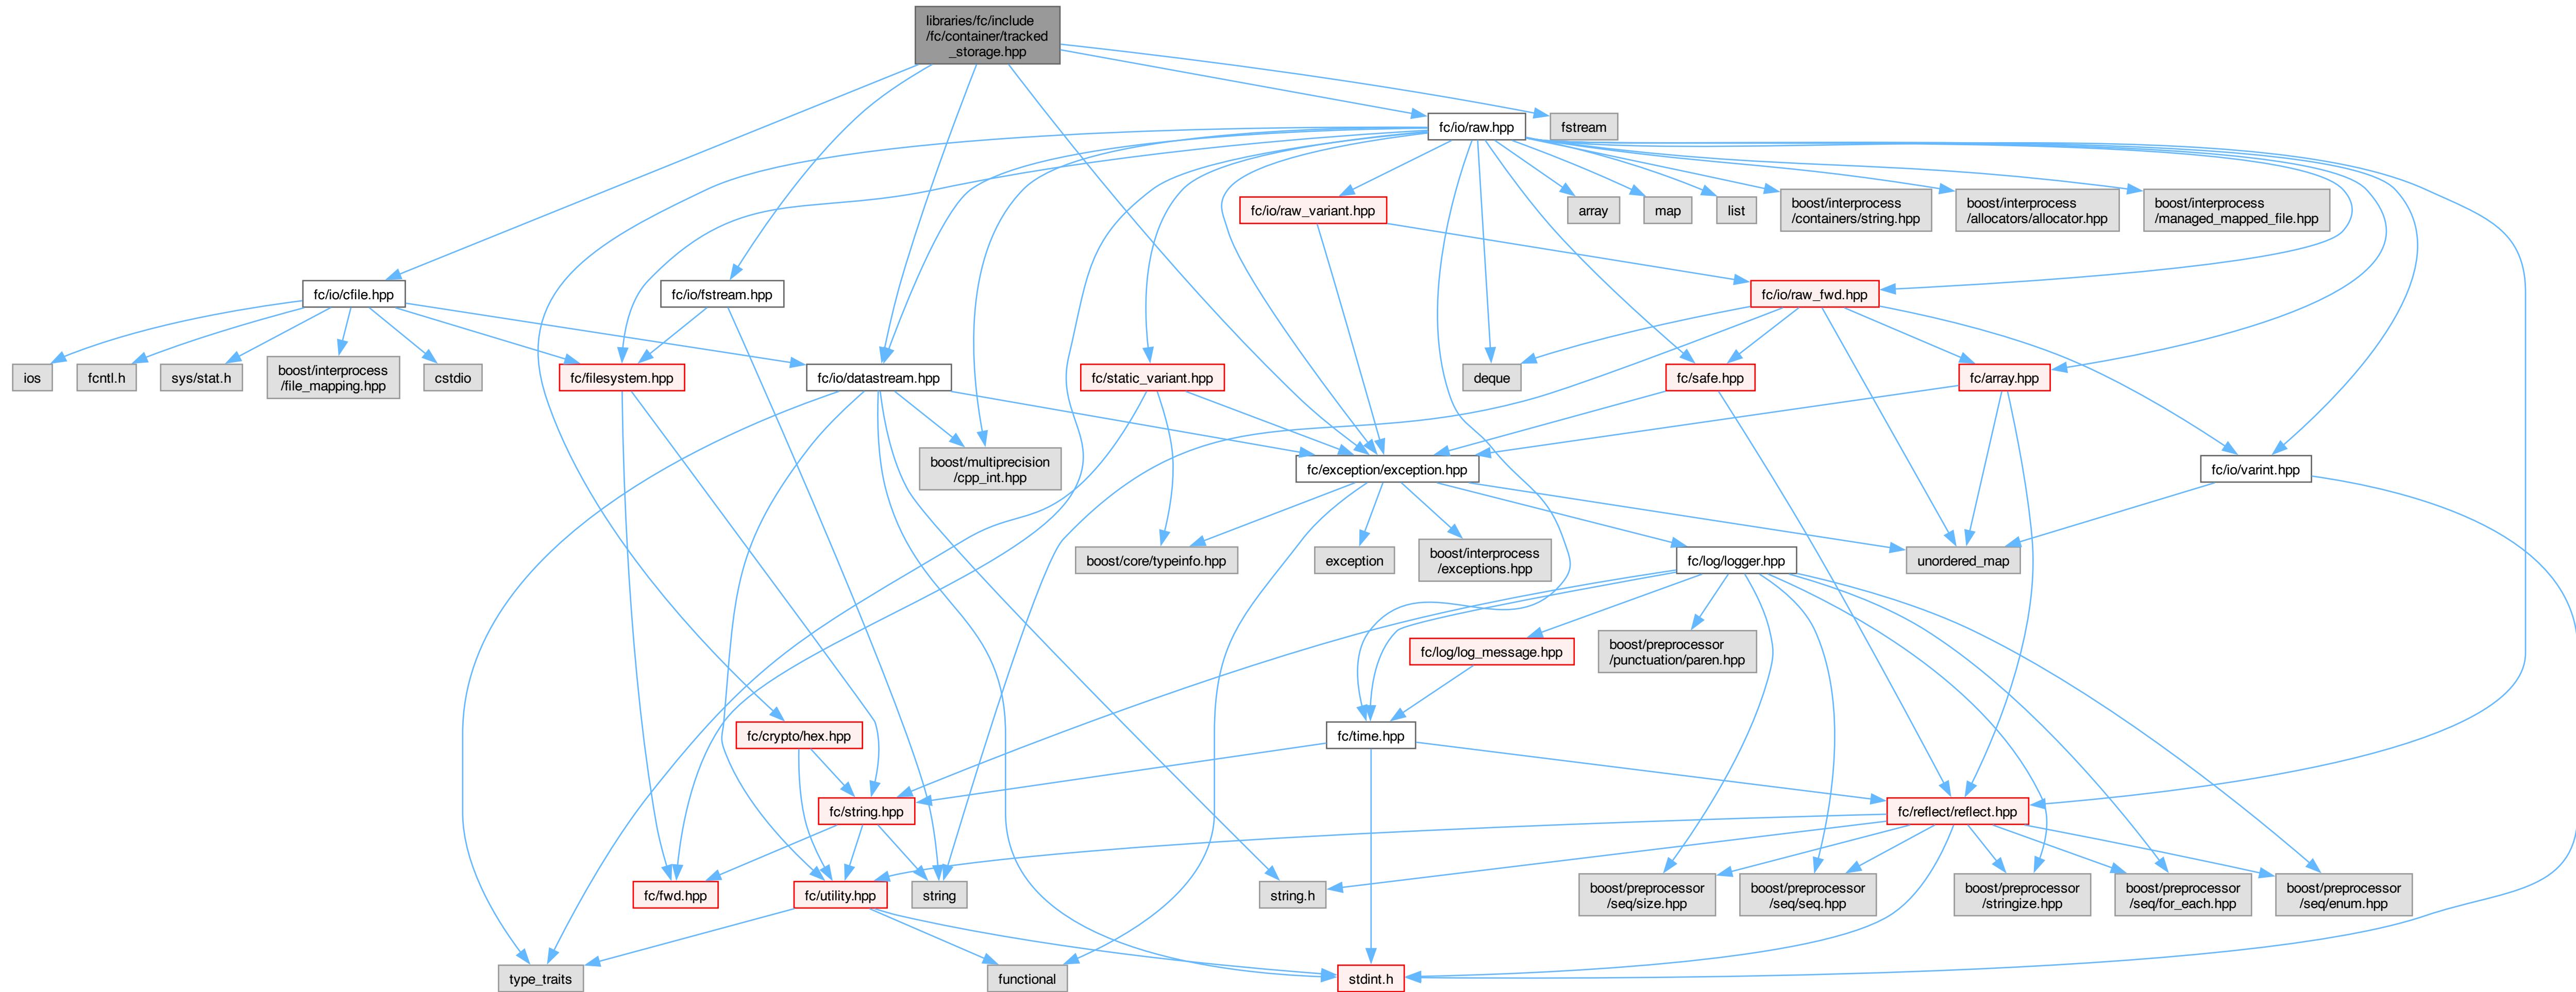 libraries/fc/include
/fc/container/tracked
_storage.hpp
fc/io/raw.hpp
fstream
fc/io/raw_variant.hpp
array
map
list
boost/interprocess
/containers/string.hpp
boost/interprocess
/allocators/allocator.hpp
boost/interprocess
/managed_mapped_file.hpp
fc/io/cfile.hpp
fc/io/fstream.hpp
fc/io/raw_fwd.hpp
ios
fcntl.h
sys/stat.h
boost/interprocess
/file_mapping.hpp
cstdio
fc/filesystem.hpp
fc/io/datastream.hpp
fc/static_variant.hpp
deque
fc/safe.hpp
fc/array.hpp
boost/multiprecision
/cpp_int.hpp
fc/exception/exception.hpp
fc/io/varint.hpp
boost/core/typeinfo.hpp
exception
boost/interprocess
/exceptions.hpp
fc/log/logger.hpp
unordered_map
fc/log/log_message.hpp
boost/preprocessor
/punctuation/paren.hpp
fc/crypto/hex.hpp
fc/time.hpp
fc/string.hpp
fc/reflect/reflect.hpp
fc/fwd.hpp
fc/utility.hpp
string
string.h
boost/preprocessor
/seq/size.hpp
boost/preprocessor
/seq/seq.hpp
boost/preprocessor
/stringize.hpp
boost/preprocessor
/seq/for_each.hpp
boost/preprocessor
/seq/enum.hpp
type_traits
functional
stdint.h